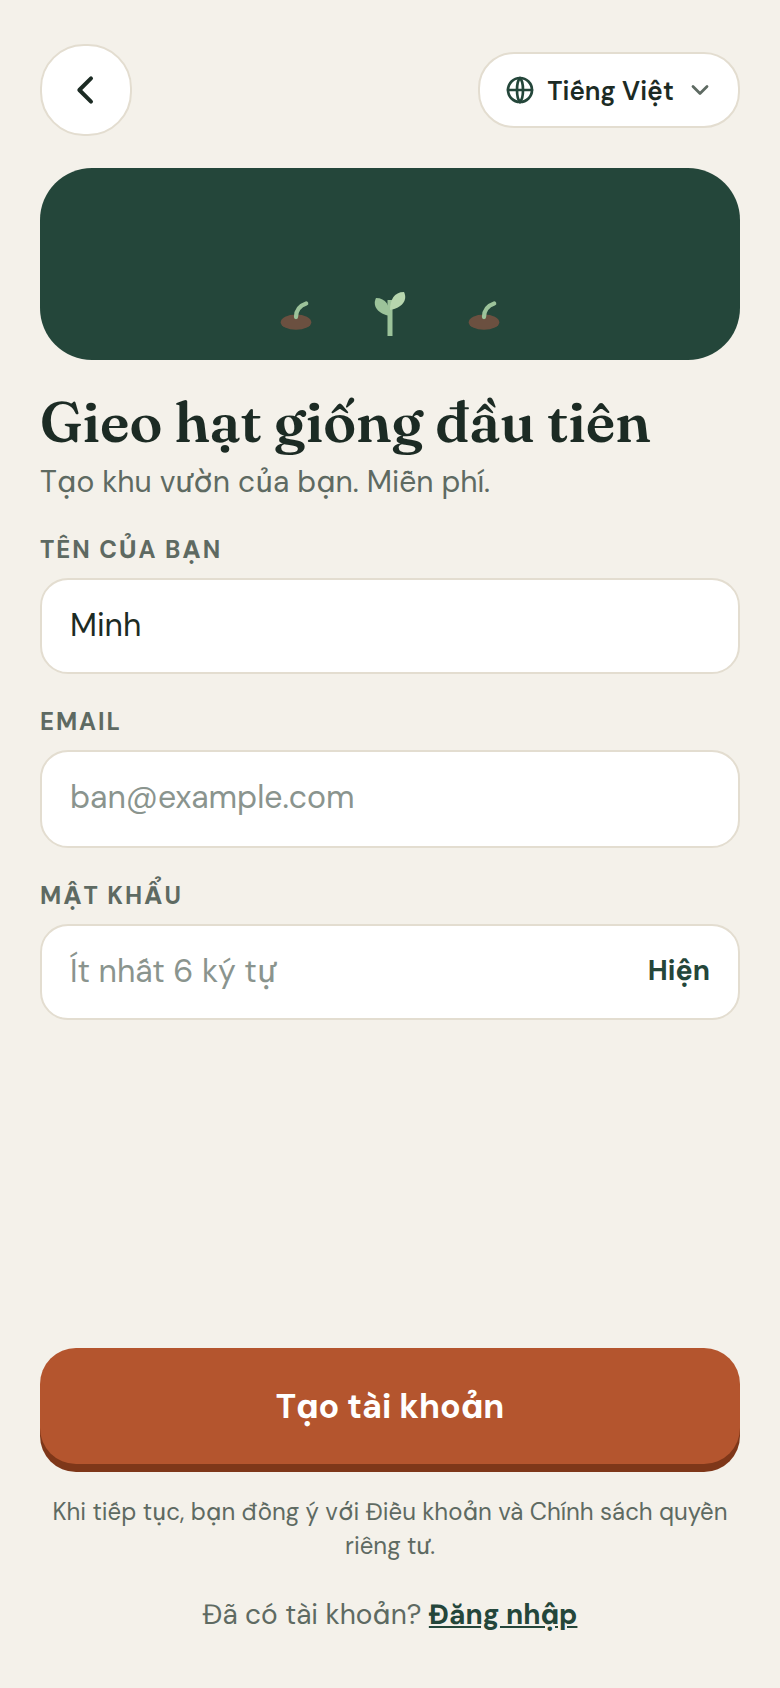 Tiếng Việt
Gieo hạt giống đầu tiên
Tạo khu vườn của bạn. Miễn phí.
TÊN CỦA BẠN
Minh
EMAIL
ban@example.com
MẬT KHẨU
Ít nhất 6 ký tự
Hiện
Tạo tài khoản
Khi tiếp tục, bạn đồng ý với Điều khoản và Chính sách quyền
riêng tư.
Đã có tài khoản? Đăng nhập